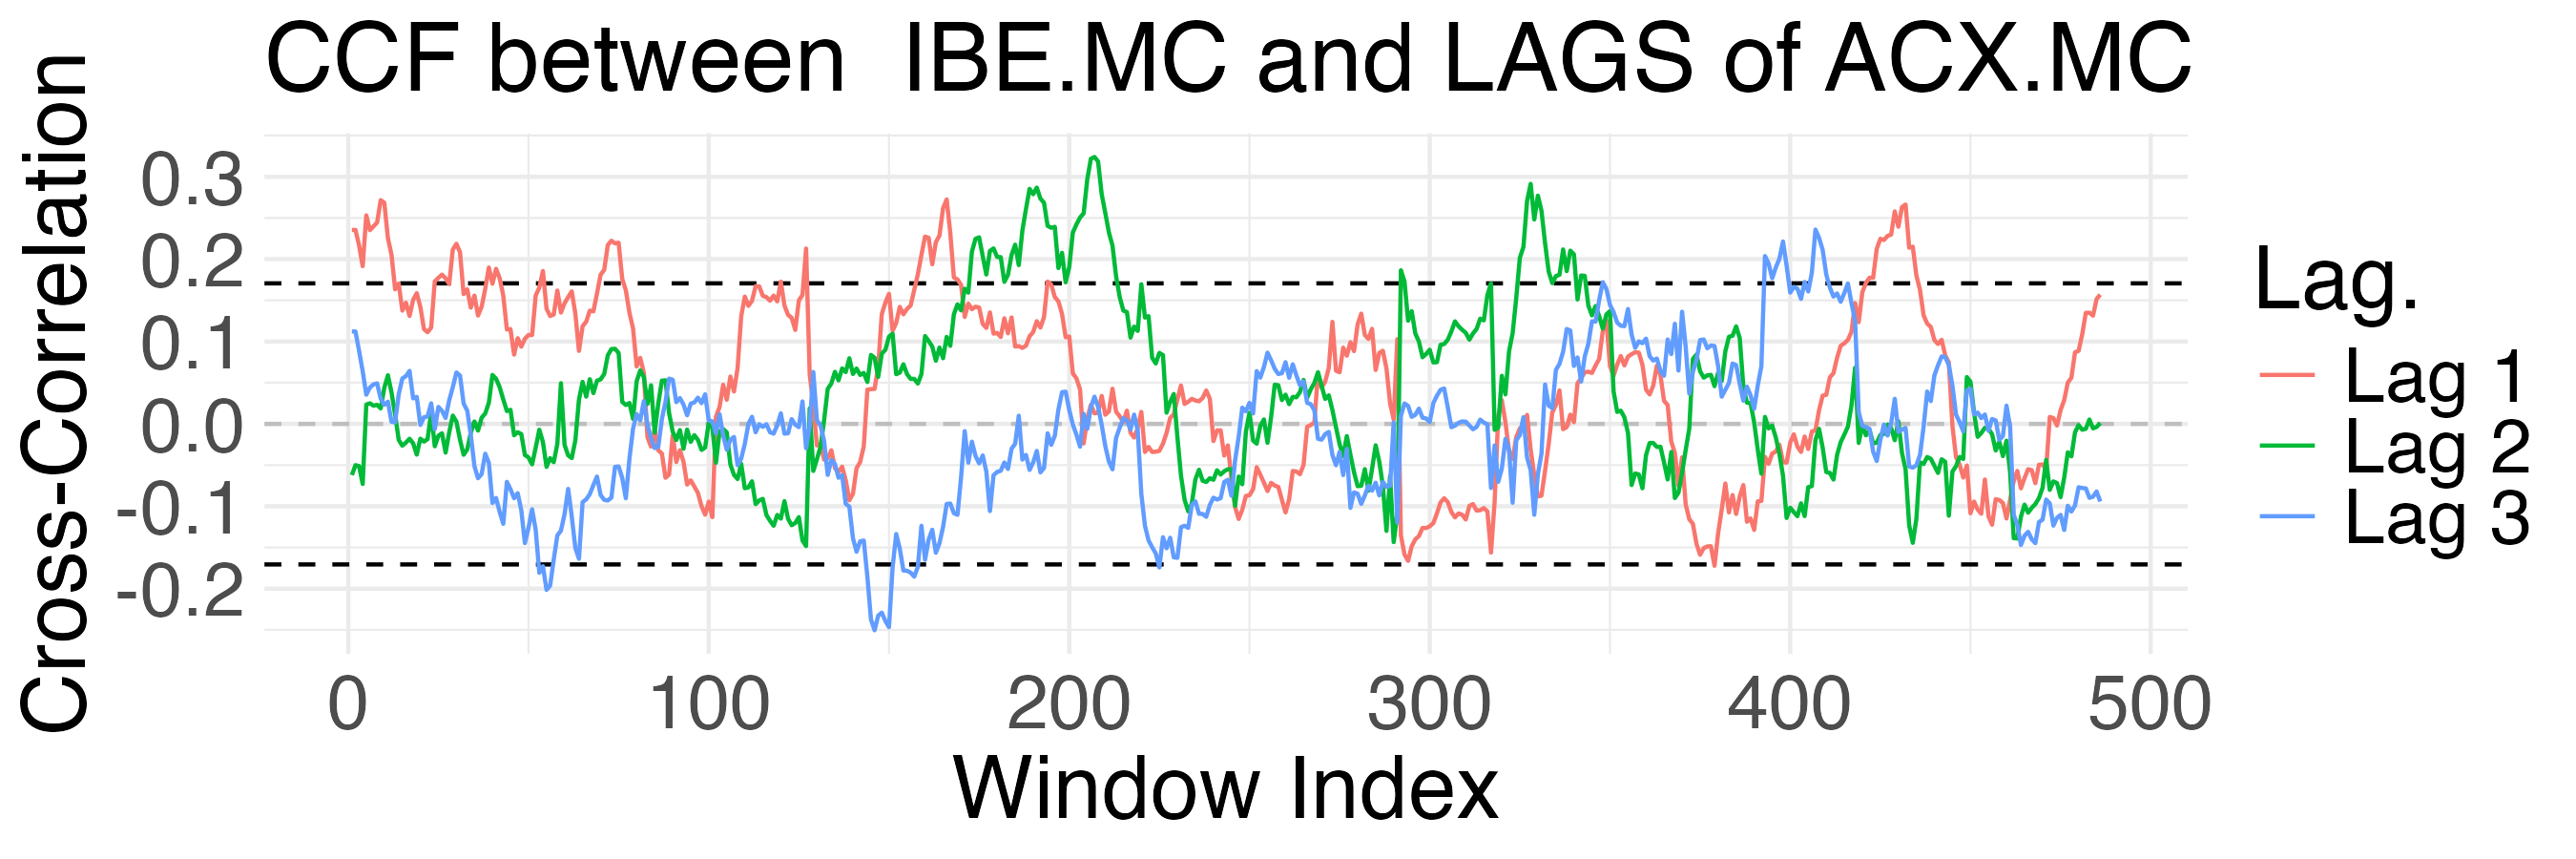 CCF between  IBE.MC and LAGS of ACX.MC
Cross-Correlation
0.3
0.2
0.1
0.0
-0.1
-0.2
0 100 200 300 400 500
Window Index
Lag.
Lag 1
Lag 2
Lag 3